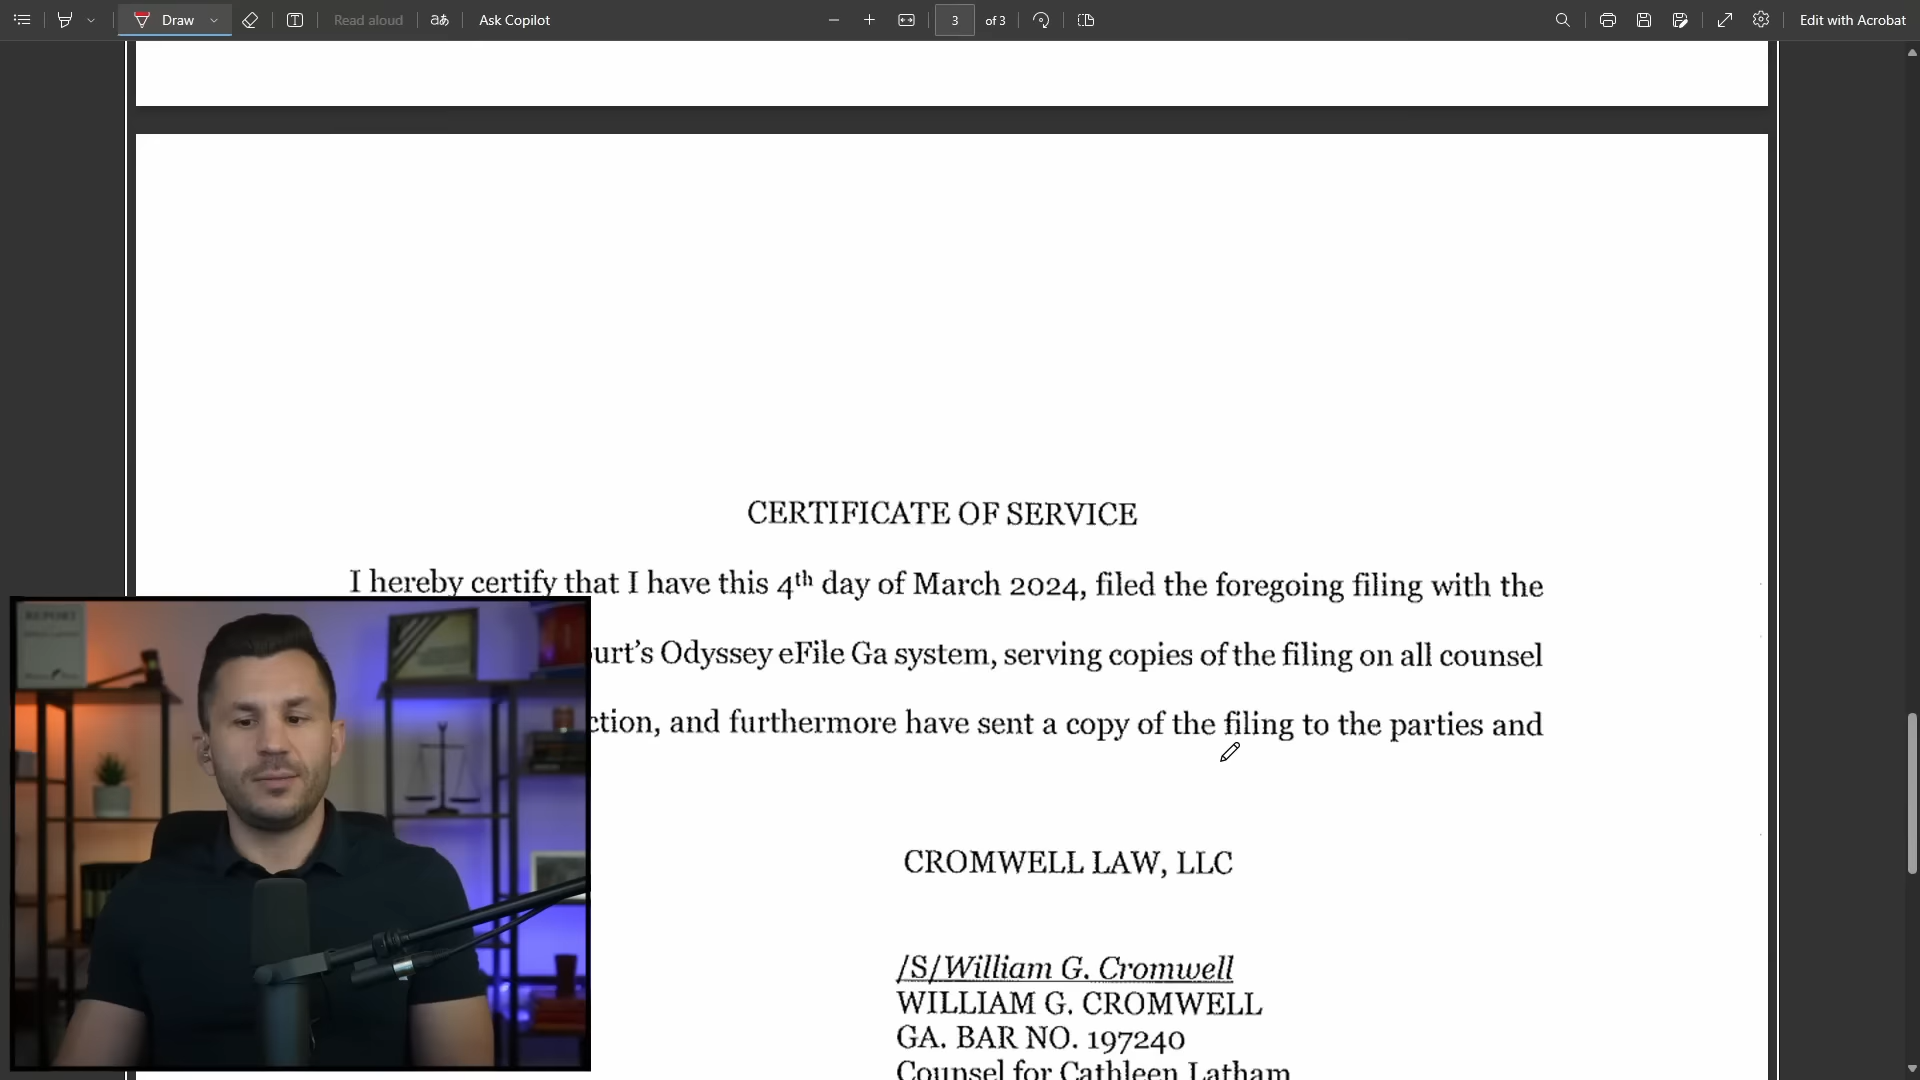 Draw
Read aloud
aあ
Ask Copilot
3
of 3
Edit with Acrobat
CERTIFICATE OF SERVICE
I hereby certify that I have this 4th day of March 2024, filed the foregoing filing with the
urt's Odyssey eFile Ga system, serving copies of the filing on all counsel
ction, and furthermore have sent a copy of the filing to the parties and
CROMWELL LAW, LLC
/S/William G. Cromwell
WILLIAM G. CROMWELL
GA. BAR NO. 197240
Counsel for Cathleen Latham
REPORT